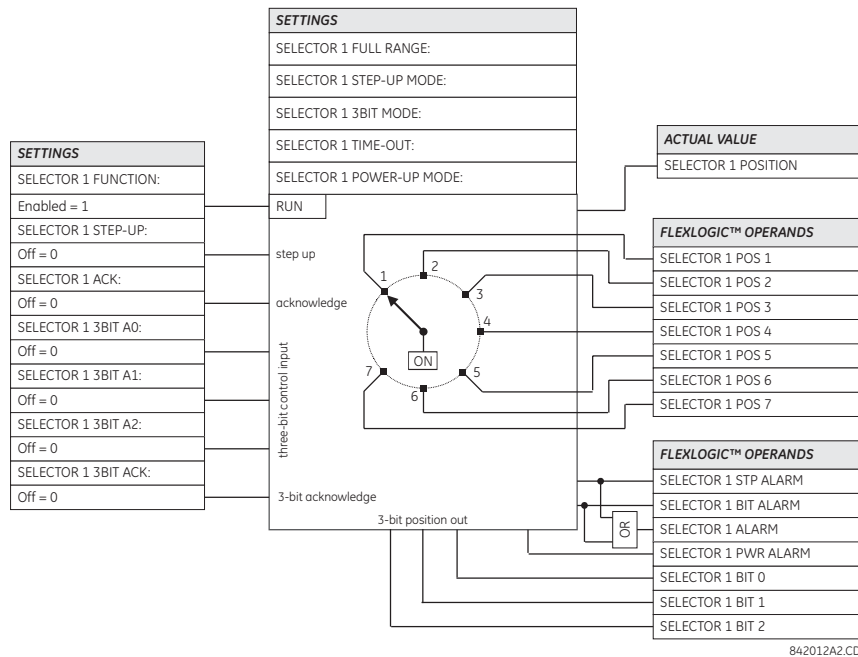 SETTINGS
SELECTOR 1 FULL RANGE:
SELECTOR 1 STEP-UP MODE:
SELECTOR 1 3BIT MODE:
SELECTOR 1 TIME-OUT:
SELECTOR 1 POWER-UP MODE:
SETTINGS
SELECTOR 1 FUNCTION:
Enabled = 1
SELECTOR 1 STEP-UP:
Off = 0
SELECTOR 1 ACK:
Off = 0
SELECTOR 1 3BIT A0:
Off = 0
SELECTOR 1 3BIT A1:
Off = 0
SELECTOR 1 3BIT A2:
Off = 0
SELECTOR 1 3BIT ACK:
Off = 0
RUN
step up
acknowledge
three-bit control input
3-bit acknowledge
3-bit position out
1
2
3
4
5
6
7
ON
ACTUAL VALUE
SELECTOR 1 POSITION
FLEXLOGIC™ OPERANDS
SELECTOR 1 POS 1
SELECTOR 1 POS 2
SELECTOR 1 POS 3
SELECTOR 1 POS 4
SELECTOR 1 POS 5
SELECTOR 1 POS 6
SELECTOR 1 POS 7
FLEXLOGIC™ OPERANDS
SELECTOR 1 STP ALARM
SELECTOR 1 BIT ALARM
OR
SELECTOR 1 ALARM
SELECTOR 1 PWR ALARM
SELECTOR 1 BIT 0
SELECTOR 1 BIT 1
SELECTOR 1 BIT 2
842012A2.CD